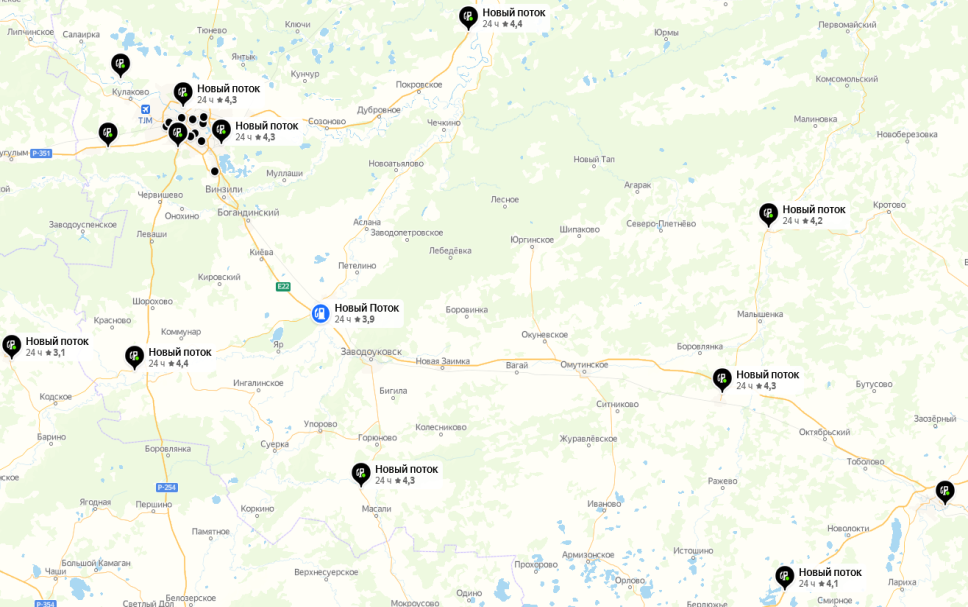 Липчинское
Салаирка
Тюнево
Ключи
Новый поток
24 ч ★ 4,4
Юрмы
Первомайский
Янтык
Кунчур
Комсомольский
Кулаково
Новый поток
24 ч ★ 4,3
Покровское
TJM
Дубровное
Созоново
Чечкино
Малиновка
Новоберезовка
Новый поток
24 ч ★ 4,3
Р-351
Муллаши
Новоатьялово
Новый Тап
Винзили
Червишево
Агарак
Онохино
Богандинский
Лесное
Кротово
Новый поток
24 ч ★ 4,2
Заводоуспенское
Леваши
Аслана
Заводопетровское
Шипаково
Северо-Плетнёво
Юргинское
Киёва
Лебедёвка
Петелино
Кировский
E22
Шорохово
Новый Поток
24 ч ★ 3,9
Боровинка
Малышенка
Красново
Коммунар
Окуневское
Новый поток
24 ч ★ 3,1
Яр
Новый поток
24 ч ★ 4,4
Заводоуковск
Новая Заимка
Вагай
Омутинское
Боровлянка
Новый поток
24 ч ★ 4,3
Ингалинское
Бигила
Бутусово
Кодское
Ситниково
Упорово
Колесниково
Заозёрный
Барино
Суерка
Горюново
Журавлёвское
Октябрьский
Боровлянка
Тоболово
Новый поток
24 ч ★ 4,3
Р-254
Ражево
Ягодная
Першино
Коркино
Масали
Иваново
Памятное
Новолокти
Большой Камаган
Армизонское
Истошино
Чаши
Верхнесуерское
Прохорово
Орлово
Новый поток
24 ч ★ 4,1
Лариха
Одино
Р-354
Светлый Дол
Белозерское
Мокроусово
Бердюжье
Смирное